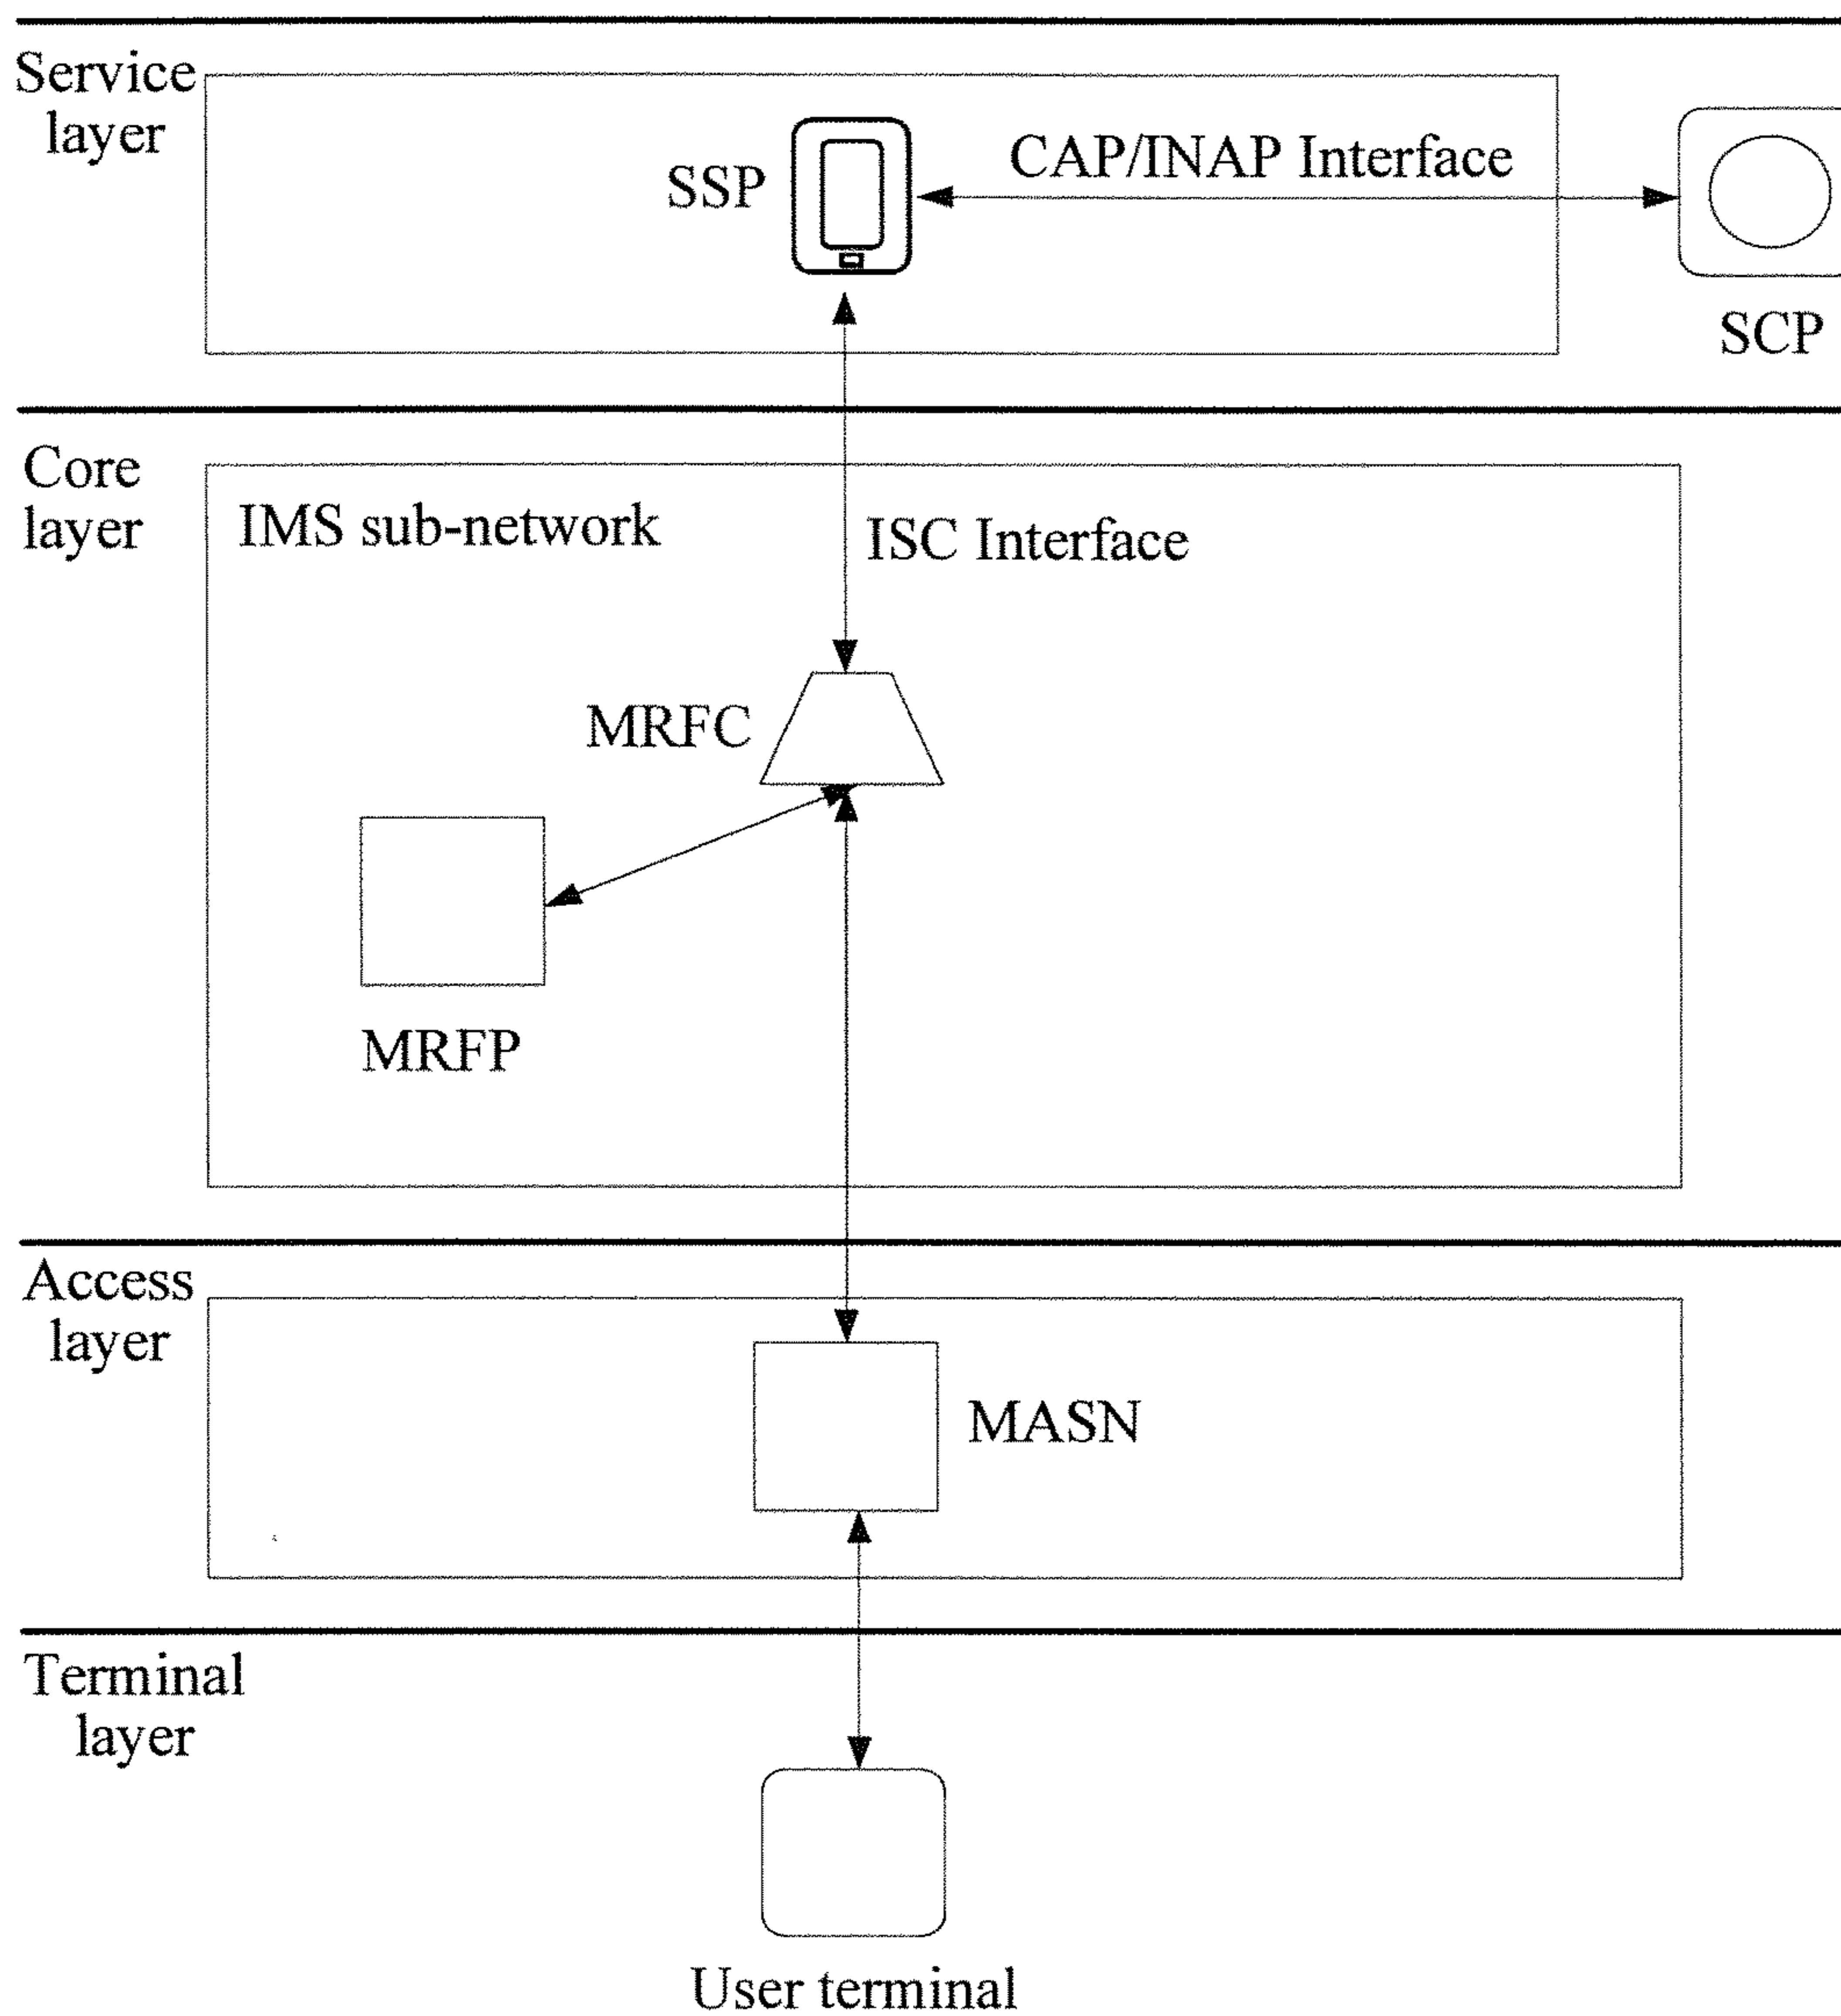 Service
layer
SSP
CAP/INAP Interface
SCP
Core
layer
IMS sub-network
ISC Interface
MRFC
MRFP
Access
layer
MASN
Terminal
layer
User terminal